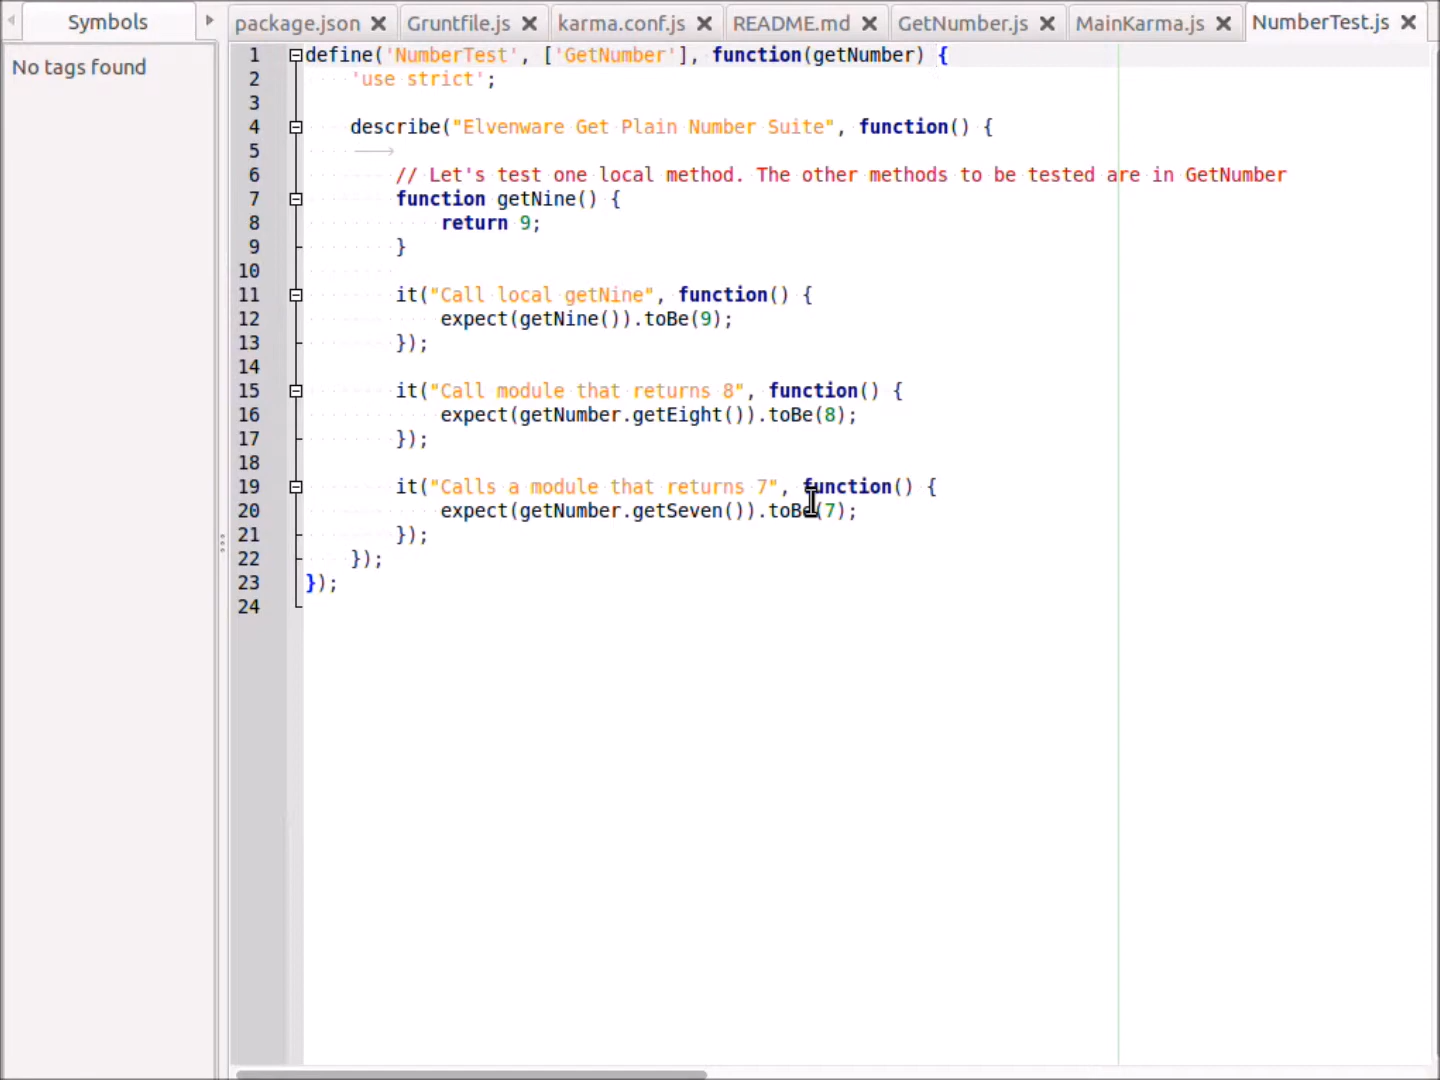 Symbols
package.json
Gruntfile.js
karma.conf.js
README.md
GetNumber.js
MainKarma.js
NumberTest.js
No tags found
1 define('NumberTest', ['GetNumber'], function(getNumber) {
2     'use strict';
3
4     describe("Elvenware Get Plain Number Suite", function() {
5
6         // Let's test one local method. The other methods to be tested are in GetNumber
7         function getNine() {
8             return 9;
9         }
10
11         it("Call local getNine", function() {
12             expect(getNine()).toBe(9);
13         });
14
15         it("Call module that returns 8", function() {
16             expect(getNumber.getEight()).toBe(8);
17         });
18
19         it("Calls a module that returns 7", function() {
20             expect(getNumber.getSeven()).toBe(7);
21         });
22     });
23 });
24